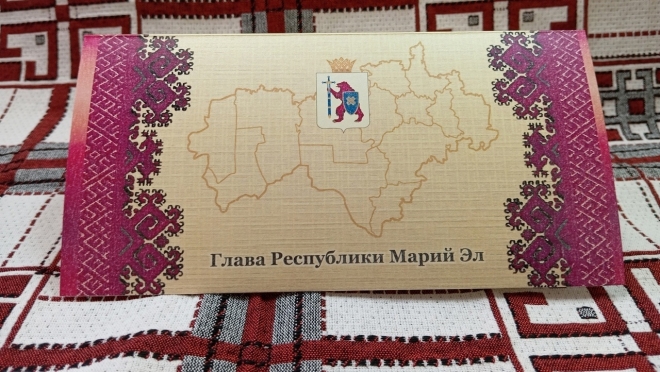 Глава Республики Марий Эл